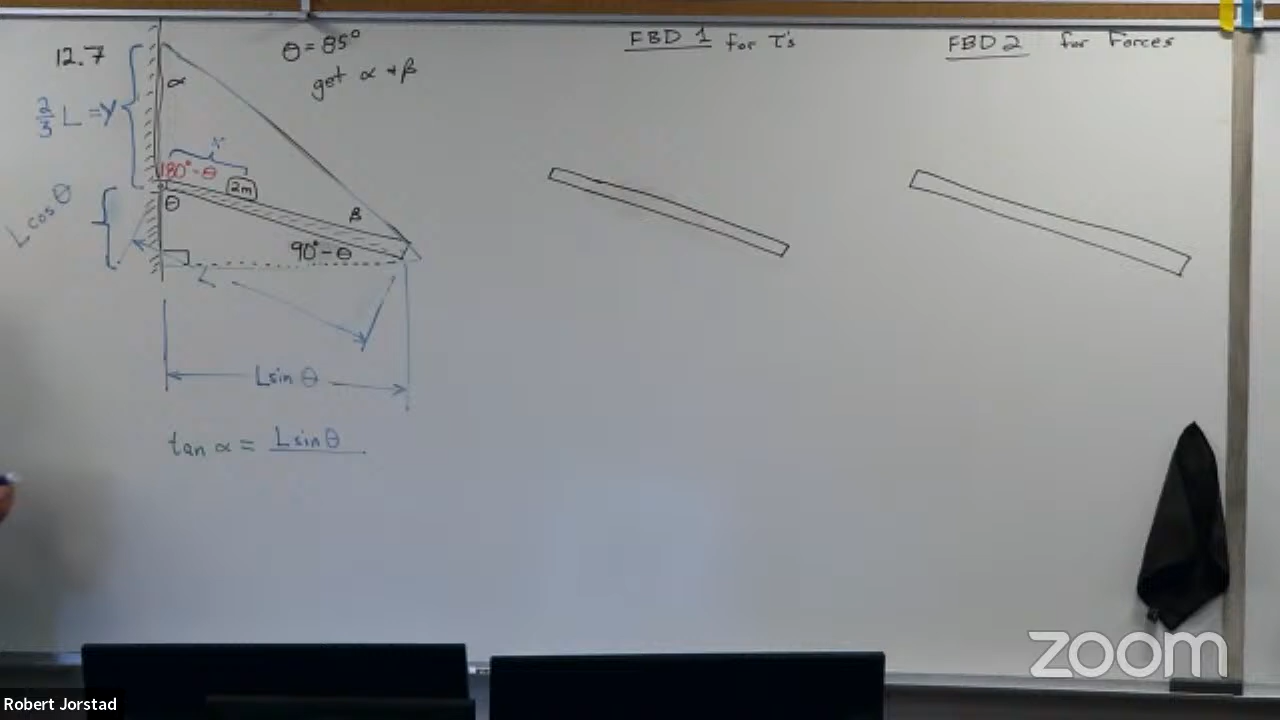 12.7
θ = 85°
get α + β
FBD 1 for τ's
FBD 2 for Forces
α
2/3 L = y
180° - θ
2m
θ
β
L cos θ
90° - θ
L
L sin θ
tan α = L sin θ
zoom
Robert Jorstad